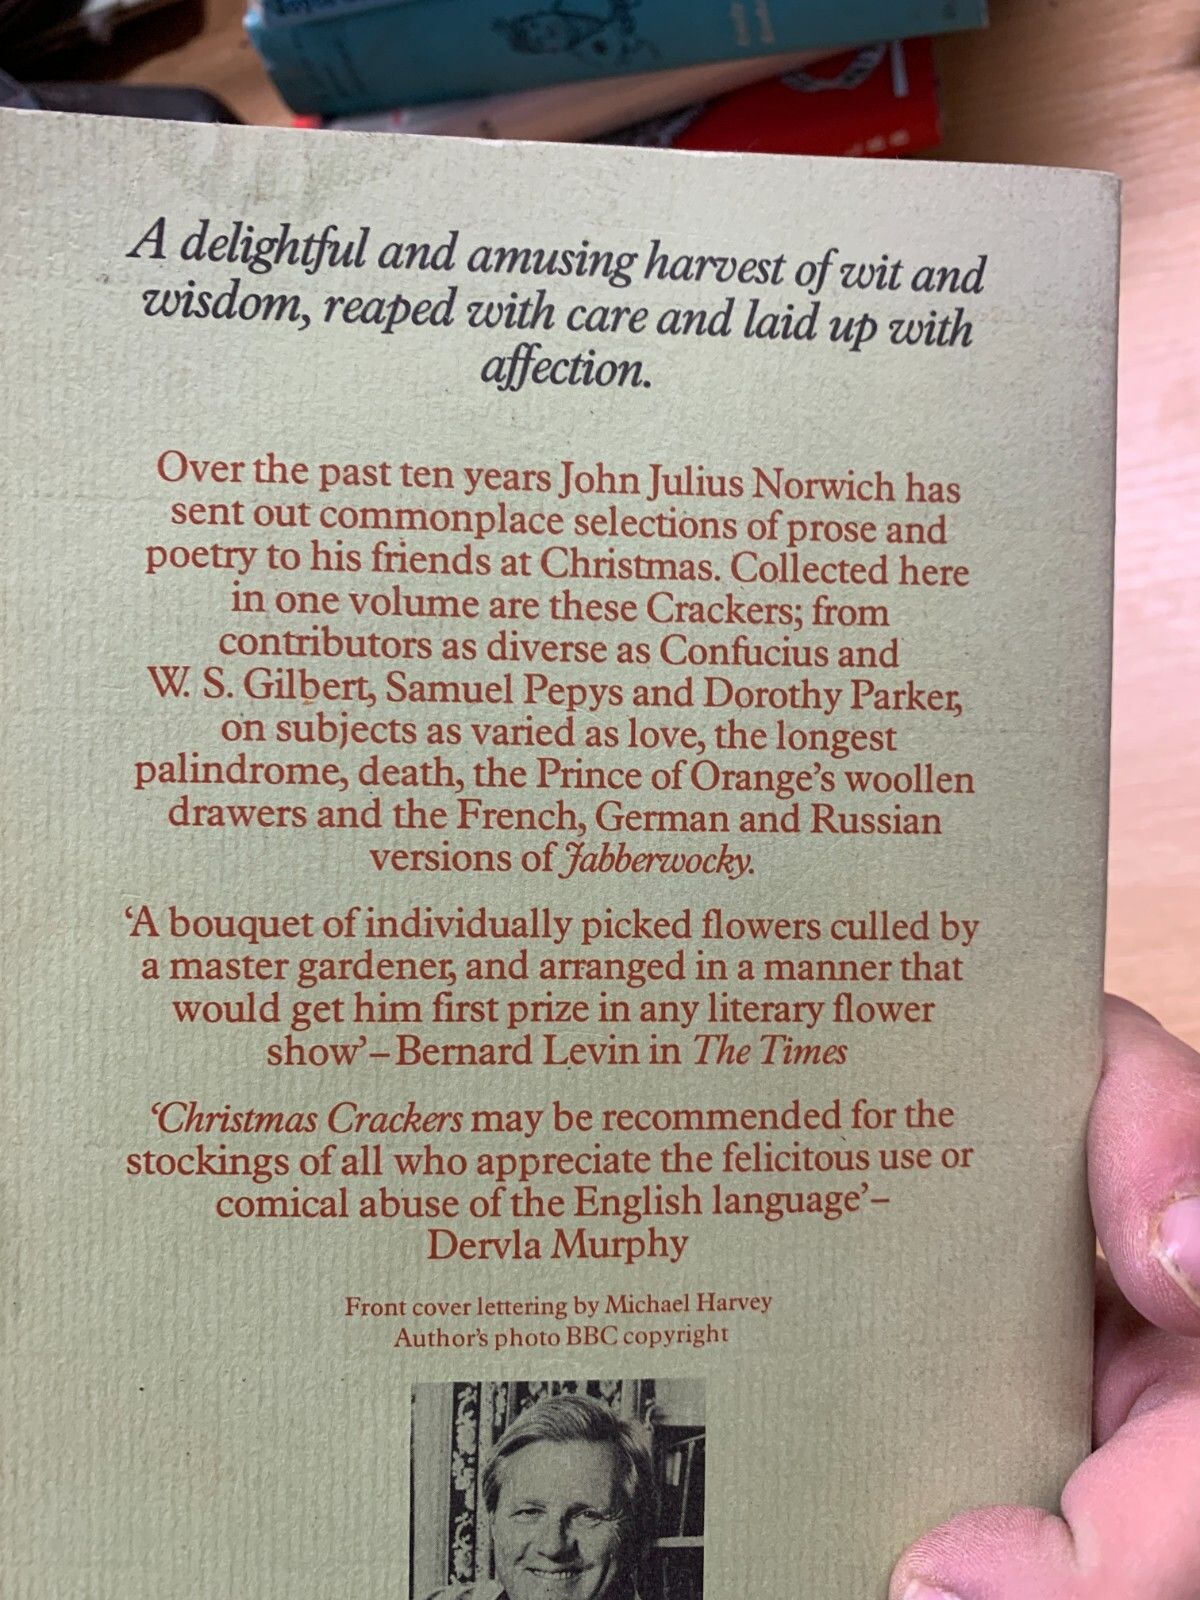 A delightful and amusing harvest of wit and
wisdom, reaped with care and laid up with
affection.
Over the past ten years John Julius Norwich has
sent out commonplace selections of prose and
poetry to his friends at Christmas. Collected here
in one volume are these Crackers; from
contributors as diverse as Confucius and
W. S. Gilbert, Samuel Pepys and Dorothy Parker,
on subjects as varied as love, the longest
palindrome, death, the Prince of Orange’s woollen
drawers and the French, German and Russian
versions of Jabberwocky.
‘A bouquet of individually picked flowers culled by
a master gardener, and arranged in a manner that
would get him first prize in any literary flower
show’–Bernard Levin in The Times
‘Christmas Crackers may be recommended for the
stockings of all who appreciate the felicitous use or
comical abuse of the English language’–
Dervla Murphy
Front cover lettering by Michael Harvey
Author’s photo BBC copyright